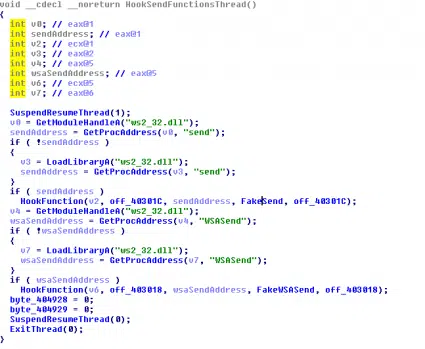 void __cdecl __noreturn HookSendFunctionsThread()
{
int v0; // eax@1
int sendAddress; // eax@1
int v2; // ecx@1
int v3; // eax@2
int v4; // eax@5
int wsaSendAddress; // eax@5
int v6; // ecx@5
int v7; // eax@6
SuspendResumeThread(1);
v0 = GetModuleHandleA("ws2_32.dll");
sendAddress = GetProcAddress(v0, "send");
if ( !sendAddress )
{
v3 = LoadLibraryA("ws2_32.dll");
sendAddress = GetProcAddress(v3, "send");
}
if ( sendAddress )
HookFunction(v2, off_40301C, sendAddress, FakeSend, off_40301C);
v4 = GetModuleHandleA("ws2_32.dll");
wsaSendAddress = GetProcAddress(v4, "WSASend");
if ( !wsaSendAddress )
{
v7 = LoadLibraryA("ws2_32.dll");
wsaSendAddress = GetProcAddress(v7, "WSASend");
}
if ( wsaSendAddress )
HookFunction(v6, off_403018, wsaSendAddress, FakeWSASend, off_403018);
byte_404928 = 0;
byte_404929 = 0;
SuspendResumeThread(0);
ExitThread(0);
}